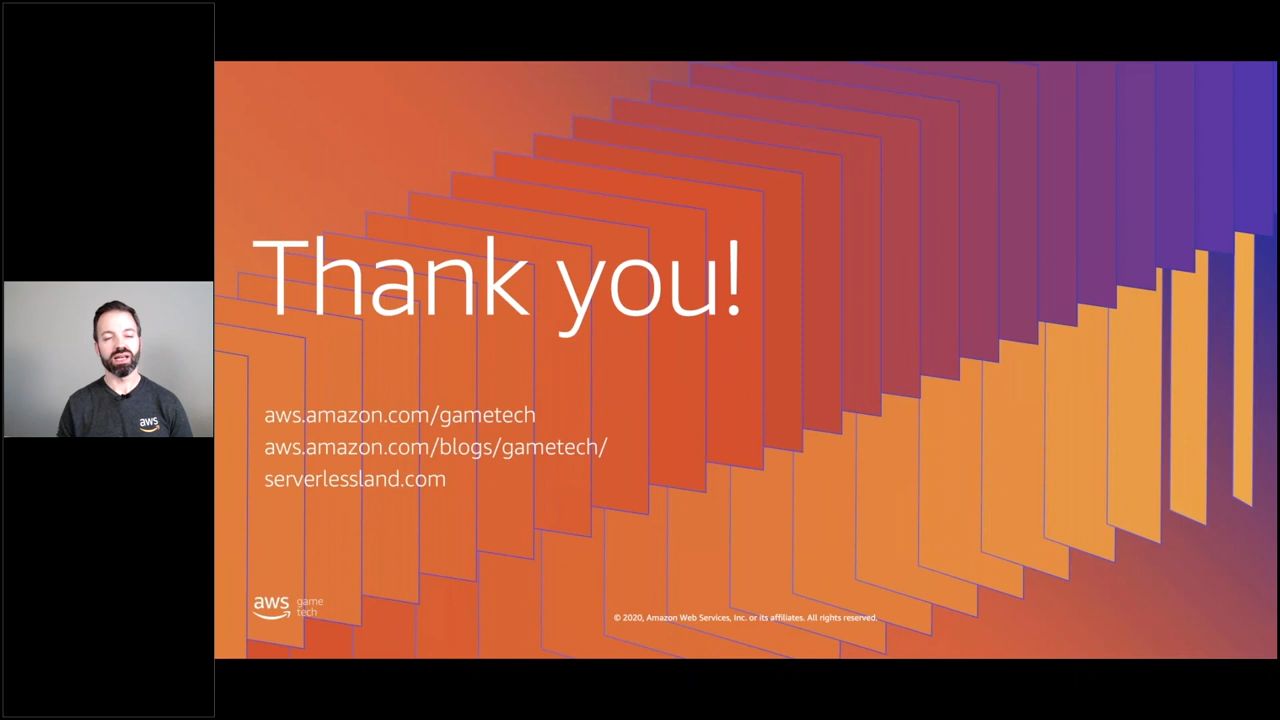 Thank you!
aws.amazon.com/gametech
aws.amazon.com/blogs/gametech/
serverlessland.com
aws
aws game tech
© 2020, Amazon Web Services, Inc. or its affiliates. All rights reserved.